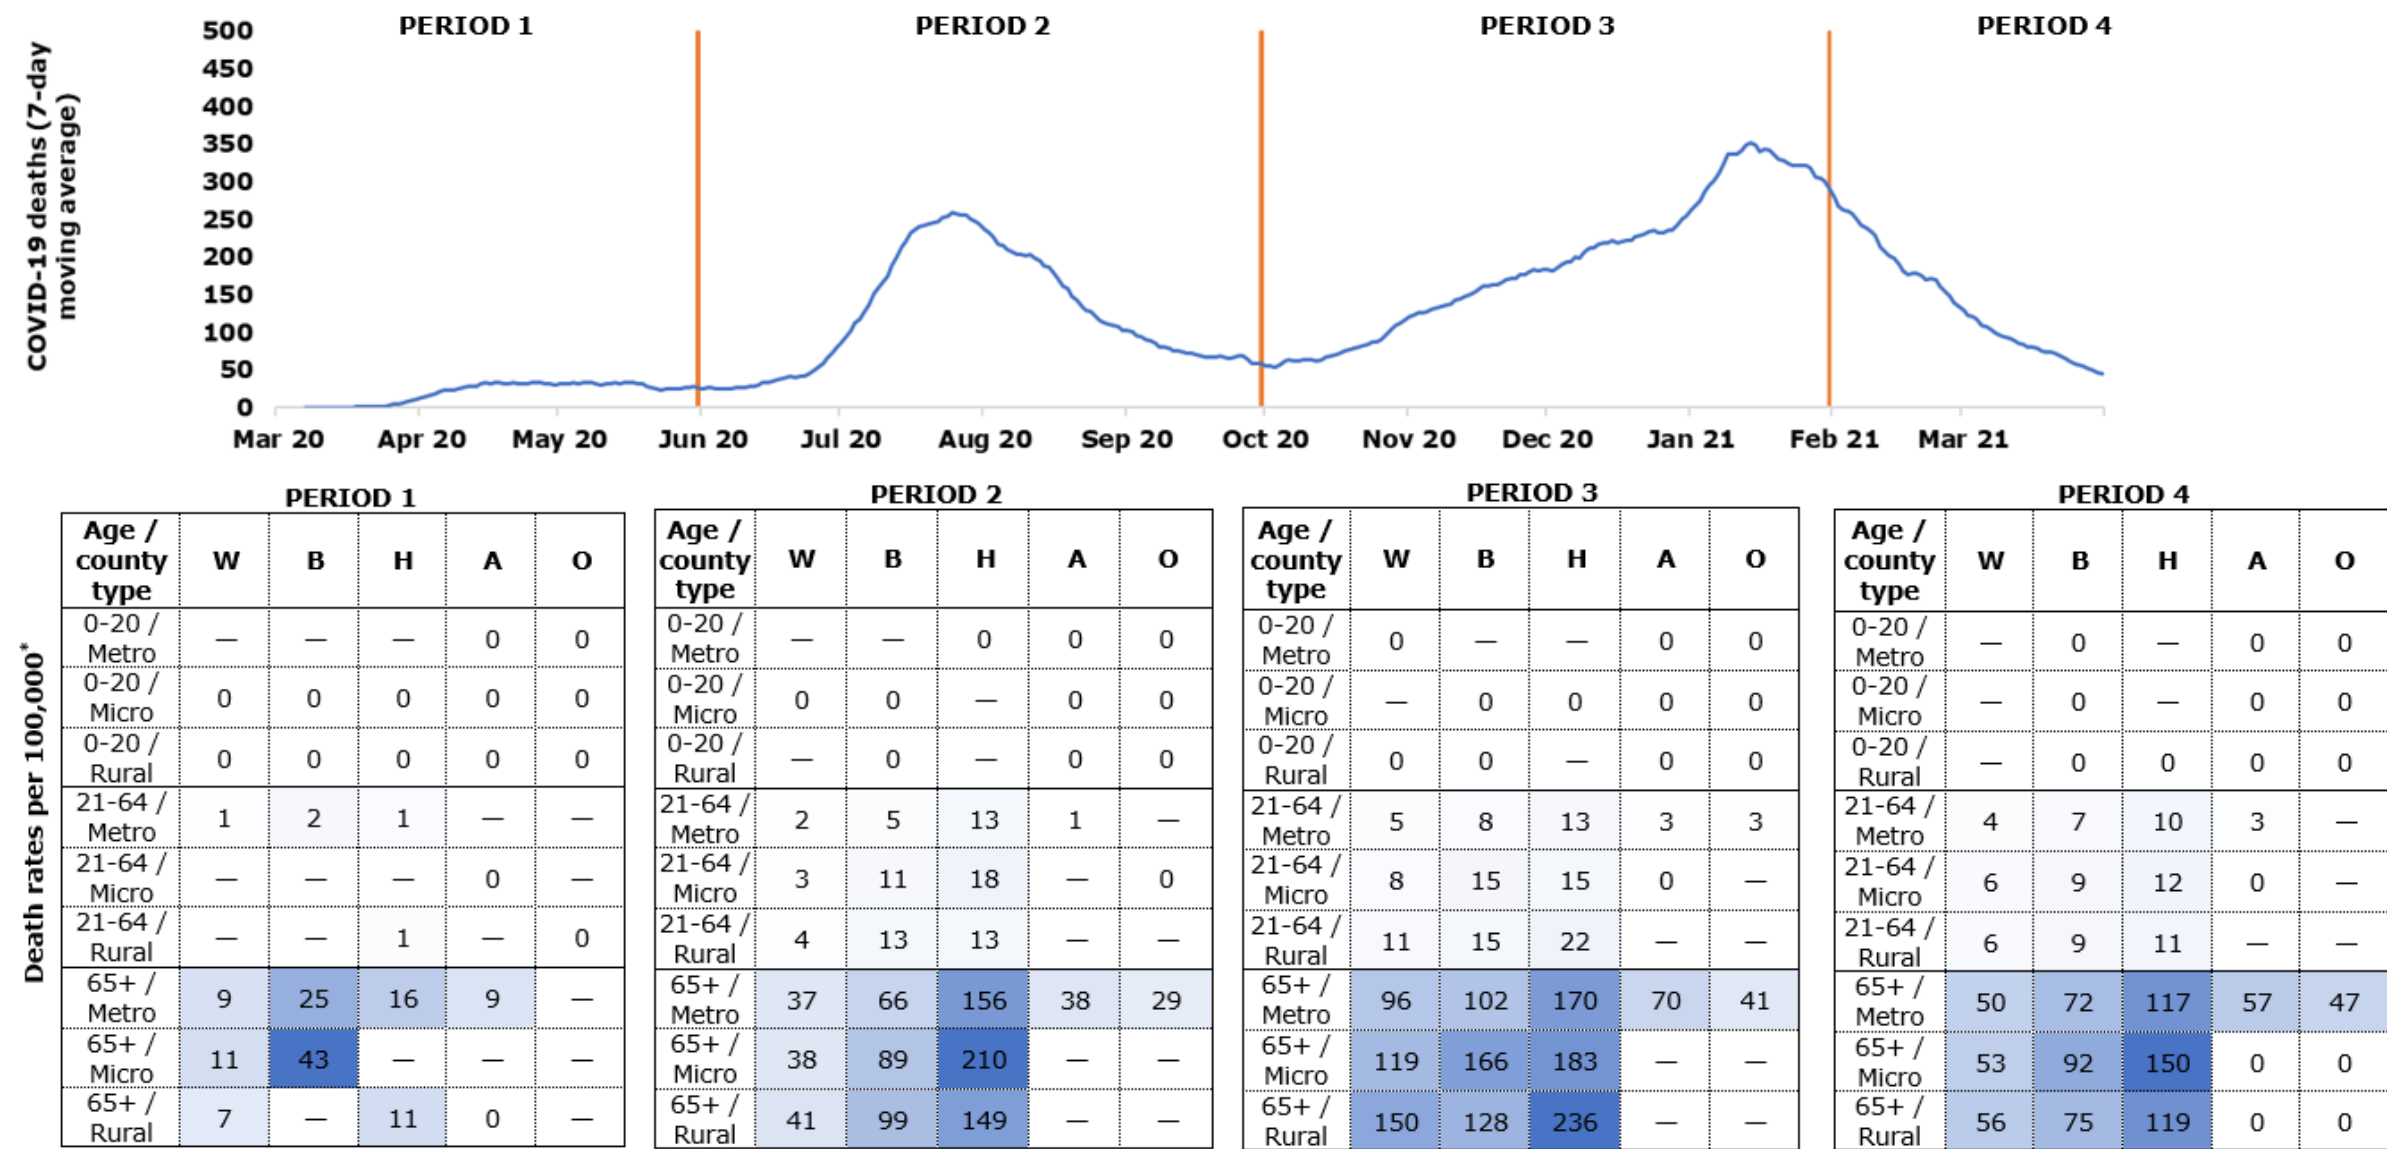 PERIOD 1 PERIOD 2 PERIOD 3 PERIOD 4
COVID-19 deaths (7-day
moving average)
500
450
400
350
300
250
200
150
100
50
0
Mar 20 Apr 20 May 20 Jun 20 Jul 20 Aug 20 Sep 20 Oct 20 Nov 20 Dec 20 Jan 21 Feb 21 Mar 21
Death rates per 100,000*
PERIOD 1
Age /
county
type W B H A O
0-20 /
Metro — — — 0 0
0-20 /
Micro 0 0 0 0 0
0-20 /
Rural 0 0 0 0 0
21-64 /
Metro 1 2 1 — —
21-64 /
Micro — — — 0 —
21-64 /
Rural — — 1 — 0
65+ /
Metro 9 25 16 9 —
65+ /
Micro 11 43 — — —
65+ /
Rural 7 — 11 0 —
PERIOD 2
Age /
county
type W B H A O
0-20 /
Metro — — 0 0 0
0-20 /
Micro 0 0 — 0 0
0-20 /
Rural — 0 — 0 0
21-64 /
Metro 2 5 13 1 —
21-64 /
Micro 3 11 18 — 0
21-64 /
Rural 4 13 13 — —
65+ /
Metro 37 66 156 38 29
65+ /
Micro 38 89 210 — —
65+ /
Rural 41 99 149 — —
PERIOD 3
Age /
county
type W B H A O
0-20 /
Metro 0 — — 0 0
0-20 /
Micro — 0 0 0 0
0-20 /
Rural 0 0 — 0 0
21-64 /
Metro 5 8 13 3 3
21-64 /
Micro 8 15 15 0 —
21-64 /
Rural 11 15 22 — —
65+ /
Metro 96 102 170 70 41
65+ /
Micro 119 166 183 — —
65+ /
Rural 150 128 236 — —
PERIOD 4
Age /
county
type W B H A O
0-20 /
Metro — 0 — 0 0
0-20 /
Micro — 0 — 0 0
0-20 /
Rural — 0 0 0 0
21-64 /
Metro 4 7 10 3 —
21-64 /
Micro 6 9 12 0 —
21-64 /
Rural 6 9 11 — —
65+ /
Metro 50 72 117 57 47
65+ /
Micro 53 92 150 0 0
65+ /
Rural 56 75 119 0 0